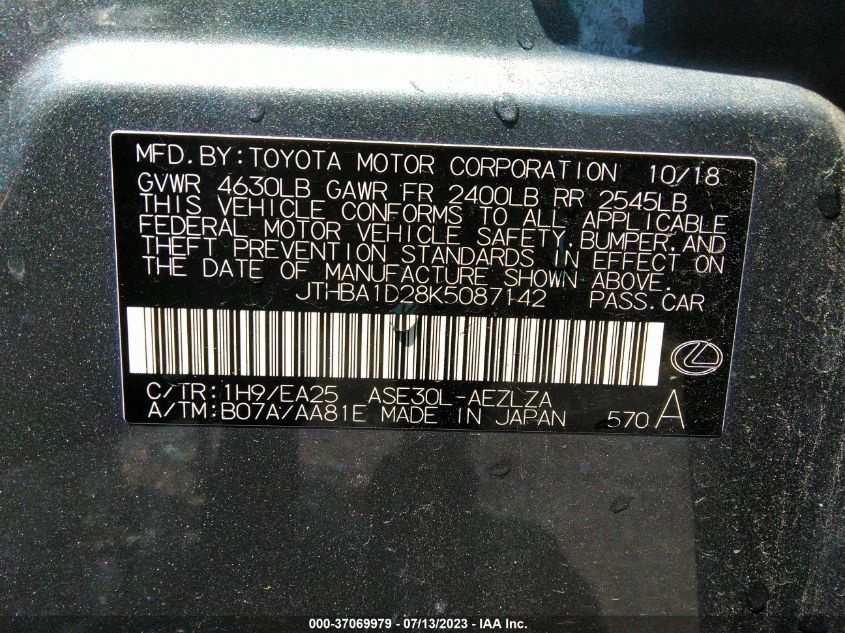 MFD.BY:TOYOTA MOTOR CORPORATION 10/18
GVWR 4630LB GAWR FR 2400LB RR 2545LB
THIS VEHICLE CONFORMS TO ALL APPLICABLE
FEDERAL MOTOR VEHICLE SAFETY,BUMPER,AND
THEFT PREVENTION STANDARDS IN EFFECT ON
THE DATE OF MANUFACTURE SHOWN ABOVE.
JTHBA1D28K5087142 PASS.CAR
C/TR:1H9/EA25 ASE30L-AEZLZA
A/TM:B07A/AA81E MADE IN JAPAN 570 A
000-37069979 - 07/13/2023 - IAA Inc.